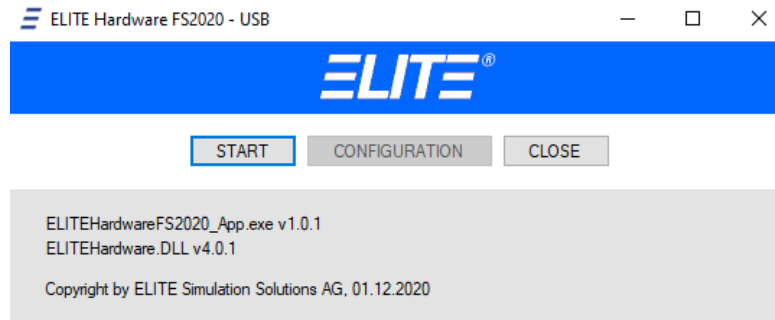 ELITE Hardware FS2020 - USB
ELITE®
START CONFIGURATION CLOSE
ELITEHardwareFS2020_App.exe v1.0.1
ELITEHardware.DLL v4.0.1
Copyright by ELITE Simulation Solutions AG, 01.12.2020